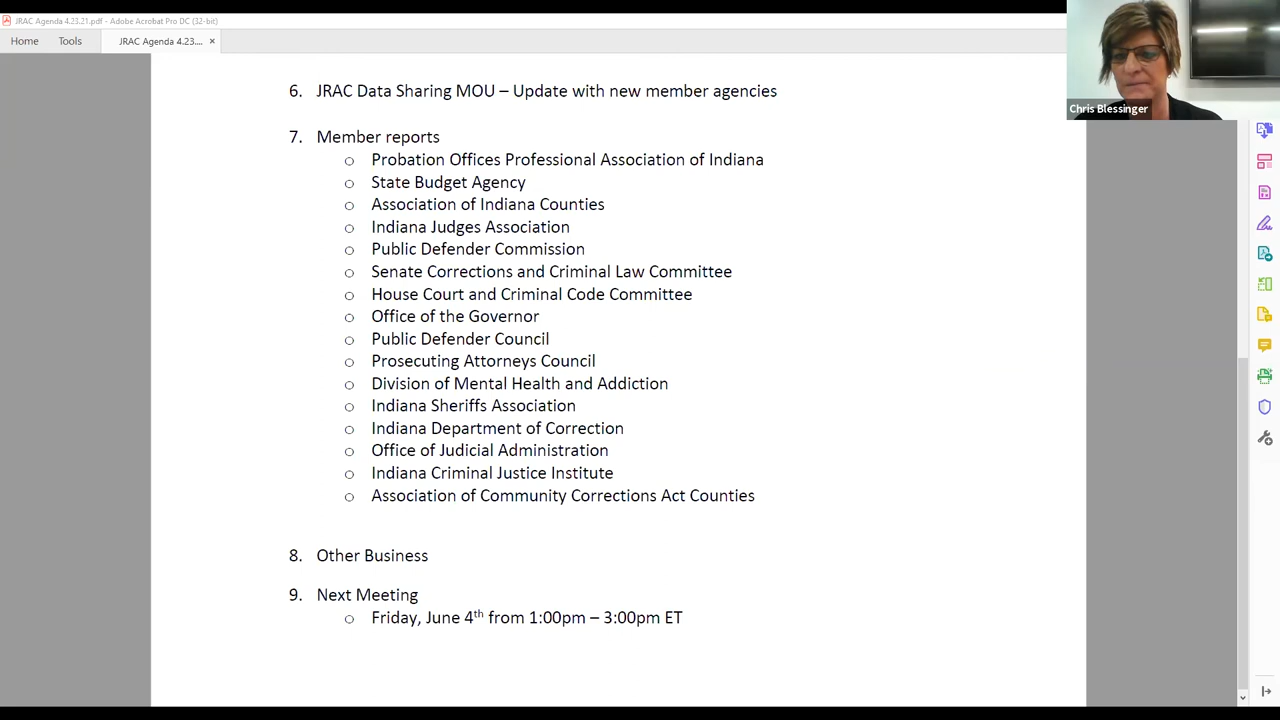 JRAC Agenda 4.23.21.pdf - Adobe Acrobat Pro DC (32-bit)
Home Tools JRAC Agenda 4.23.... ×
Chris Blessinger
6. JRAC Data Sharing MOU – Update with new member agencies
7. Member reports
o Probation Offices Professional Association of Indiana
o State Budget Agency
o Association of Indiana Counties
o Indiana Judges Association
o Public Defender Commission
o Senate Corrections and Criminal Law Committee
o House Court and Criminal Code Committee
o Office of the Governor
o Public Defender Council
o Prosecuting Attorneys Council
o Division of Mental Health and Addiction
o Indiana Sheriffs Association
o Indiana Department of Correction
o Office of Judicial Administration
o Indiana Criminal Justice Institute
o Association of Community Corrections Act Counties
8. Other Business
9. Next Meeting
o Friday, June 4th from 1:00pm – 3:00pm ET